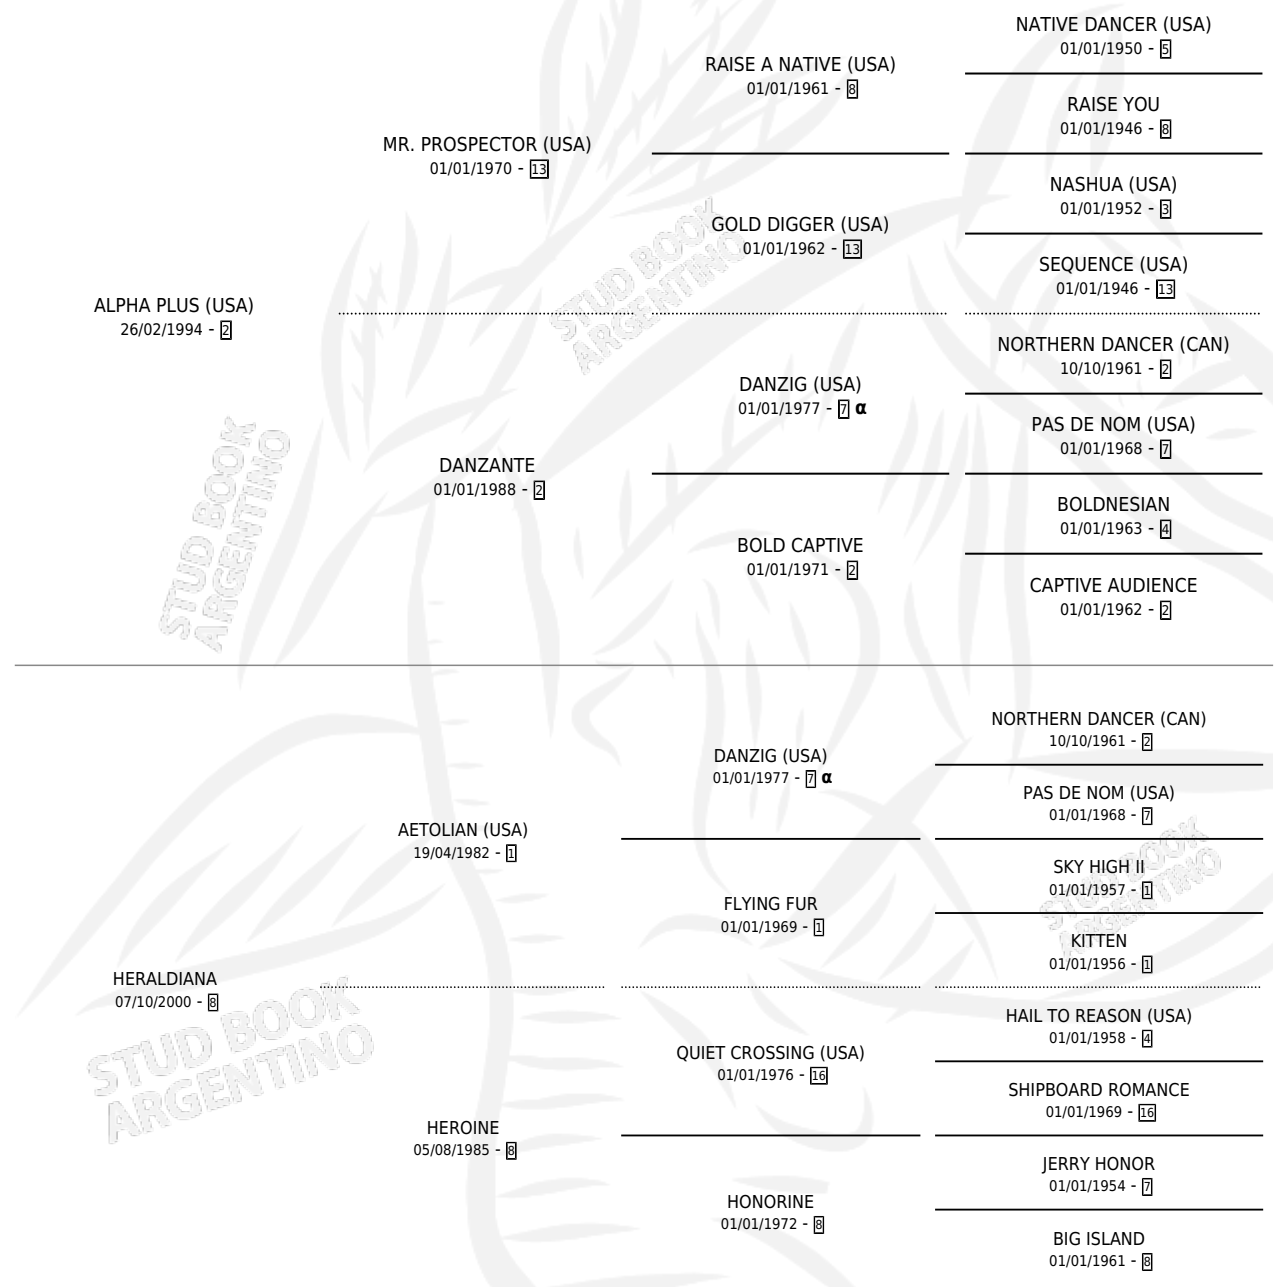 NATIVE DANCER (USA)
01/01/1950 - 5
RAISE A NATIVE (USA)
01/01/1961 - 8
RAISE YOU
01/01/1946 - 8
MR. PROSPECTOR (USA)
01/01/1970 - 13
NASHUA (USA)
01/01/1952 - 3
GOLD DIGGER (USA)
01/01/1962 - 13
SEQUENCE (USA)
01/01/1946 - 13
STUD BOOK
ARGENTINO
ALPHA PLUS (USA)
26/02/1994 - 2
NORTHERN DANCER (CAN)
10/10/1961 - 2
DANZIG (USA)
01/01/1977 - 7 α
PAS DE NOM (USA)
01/01/1968 - 7
DANZANTE
01/01/1988 - 2
BOLDNESIAN
01/01/1963 - 4
BOLD CAPTIVE
01/01/1971 - 2
CAPTIVE AUDIENCE
01/01/1962 - 2
STUD BOOK
ARGENTINO
NORTHERN DANCER (CAN)
10/10/1961 - 2
DANZIG (USA)
01/01/1977 - 7 α
PAS DE NOM (USA)
01/01/1968 - 7
AETOLIAN (USA)
19/04/1982 - 1
SKY HIGH II
01/01/1957 - 1
FLYING FUR
01/01/1969 - 1
KITTEN
01/01/1956 - 1
STUD BOOK
ARGENTINO
HERALDIANA
07/10/2000 - 8
HAIL TO REASON (USA)
01/01/1958 - 4
QUIET CROSSING (USA)
01/01/1976 - 16
SHIPBOARD ROMANCE
01/01/1969 - 16
HEROINE
05/08/1985 - 8
JERRY HONOR
01/01/1954 - 7
HONORINE
01/01/1972 - 8
BIG ISLAND
01/01/1961 - 8
STUD BOOK
ARGENTINO